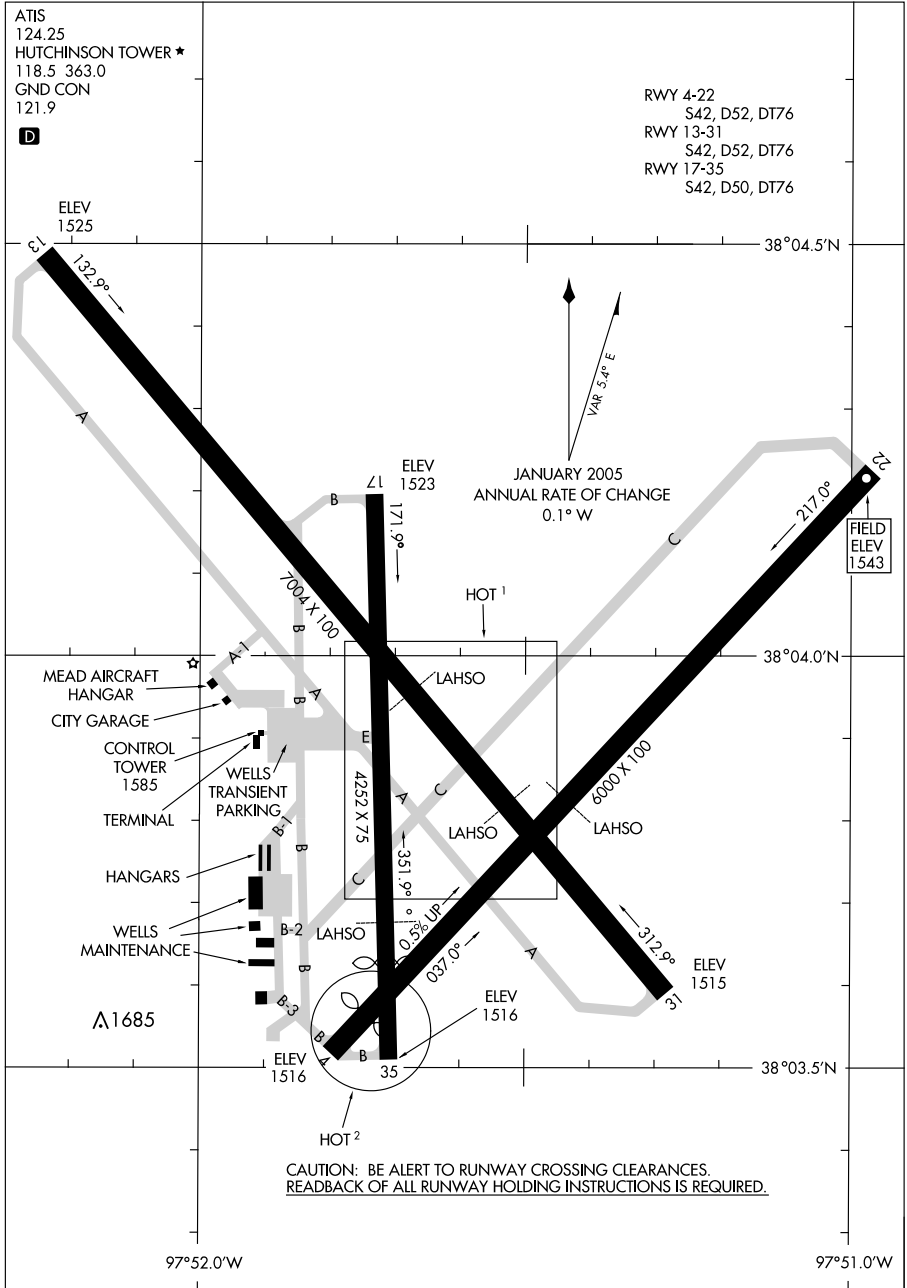 ATIS
124.25
HUTCHINSON TOWER ★
118.5 363.0
GND CON
121.9
D
RWY 4-22
S42, D52, DT76
RWY 13-31
S42, D52, DT76
RWY 17-35
S42, D50, DT76
ELEV
1525
13
132.9°
38°04.5'N
VAR 5.4° E
JANUARY 2005
ANNUAL RATE OF CHANGE
0.1° W
A
ELEV
1523
17
B
171.9°
22
217.0°
FIELD
ELEV
1543
C
7004 X 100
HOT 1
B
A-1
38°04.0'N
MEAD AIRCRAFT
HANGAR
LAHSO
A
B
CITY GARAGE
E
CONTROL
TOWER
1585
WELLS
TRANSIENT
PARKING
4252 X 75
A
C
6000 X 100
TERMINAL
LAHSO
LAHSO
B-1
B
351.9°
HANGARS
C
0.5% UP
WELLS
MAINTENANCE
B-2
LAHSO
037.0°
A
312.9°
ELEV
1515
31
B
B-3
ELEV
1516
1685
B
4
B
35
ELEV
1516
38°03.5'N
HOT 2
CAUTION: BE ALERT TO RUNWAY CROSSING CLEARANCES.
READBACK OF ALL RUNWAY HOLDING INSTRUCTIONS IS REQUIRED.
97°52.0'W
97°51.0'W